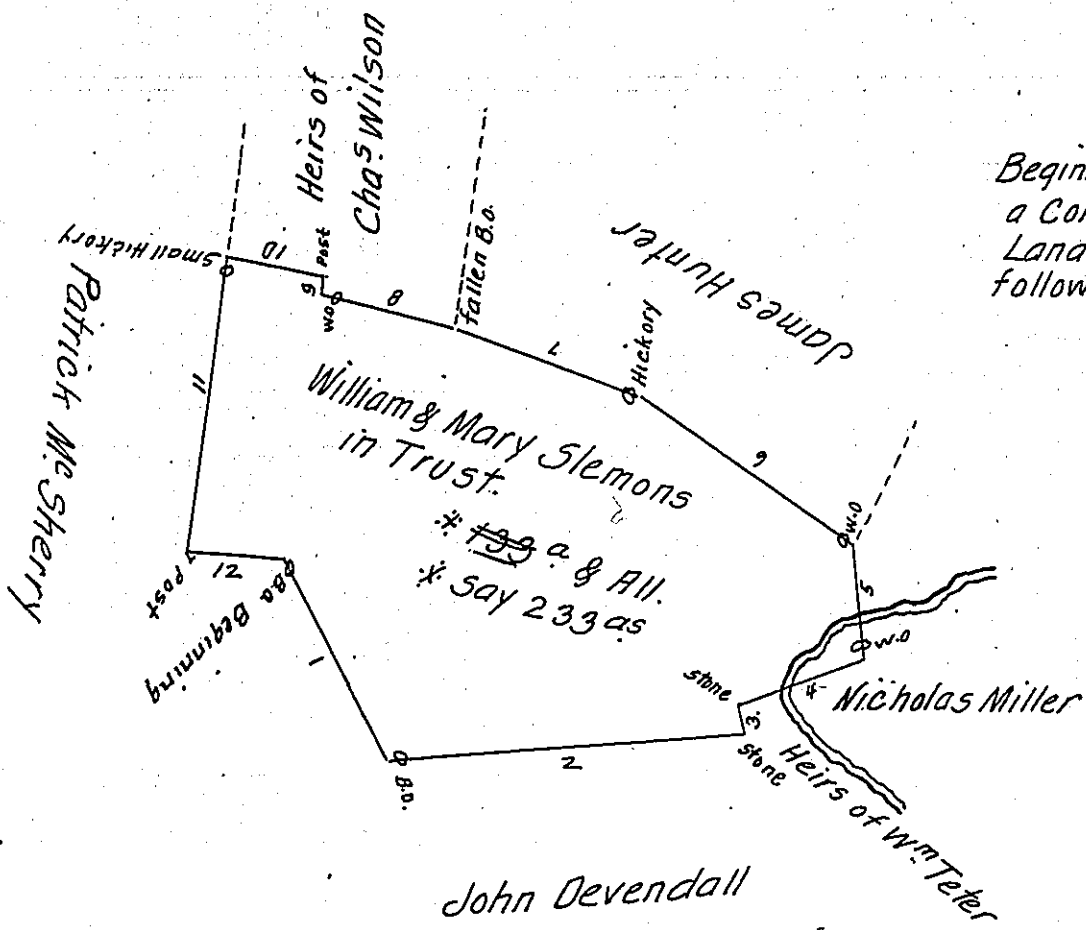 Heirs of
Chas Wilson
Begin
a Cor
Land
follow
Small Hickory
10
Post
9
W.O
8
fallen B.O.
James Hunter
Patrick McSherry
7
Hickory
11
William & Mary Slemons
in Trust.
6
W.O
* 133 a & All.
* Say 233 as
5
W.O
Post
12
B.O. Beginning
1
stone
4
Nicholas Miller
3.
stone
2
B.O.
Heirs of Wm Teter
John Devendall